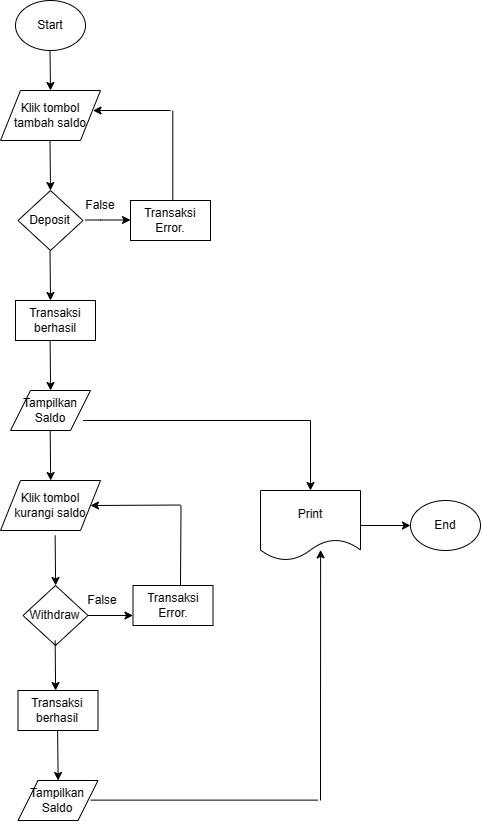 Start
Klik tombol
tambah saldo
Deposit
False
Transaksi
Error.
Transaksi
berhasil
Tampilkan
Saldo
Klik tombol
kurangi saldo
Print
End
Withdraw
False
Transaksi
Error.
Transaksi
berhasil
Tampilkan
Saldo